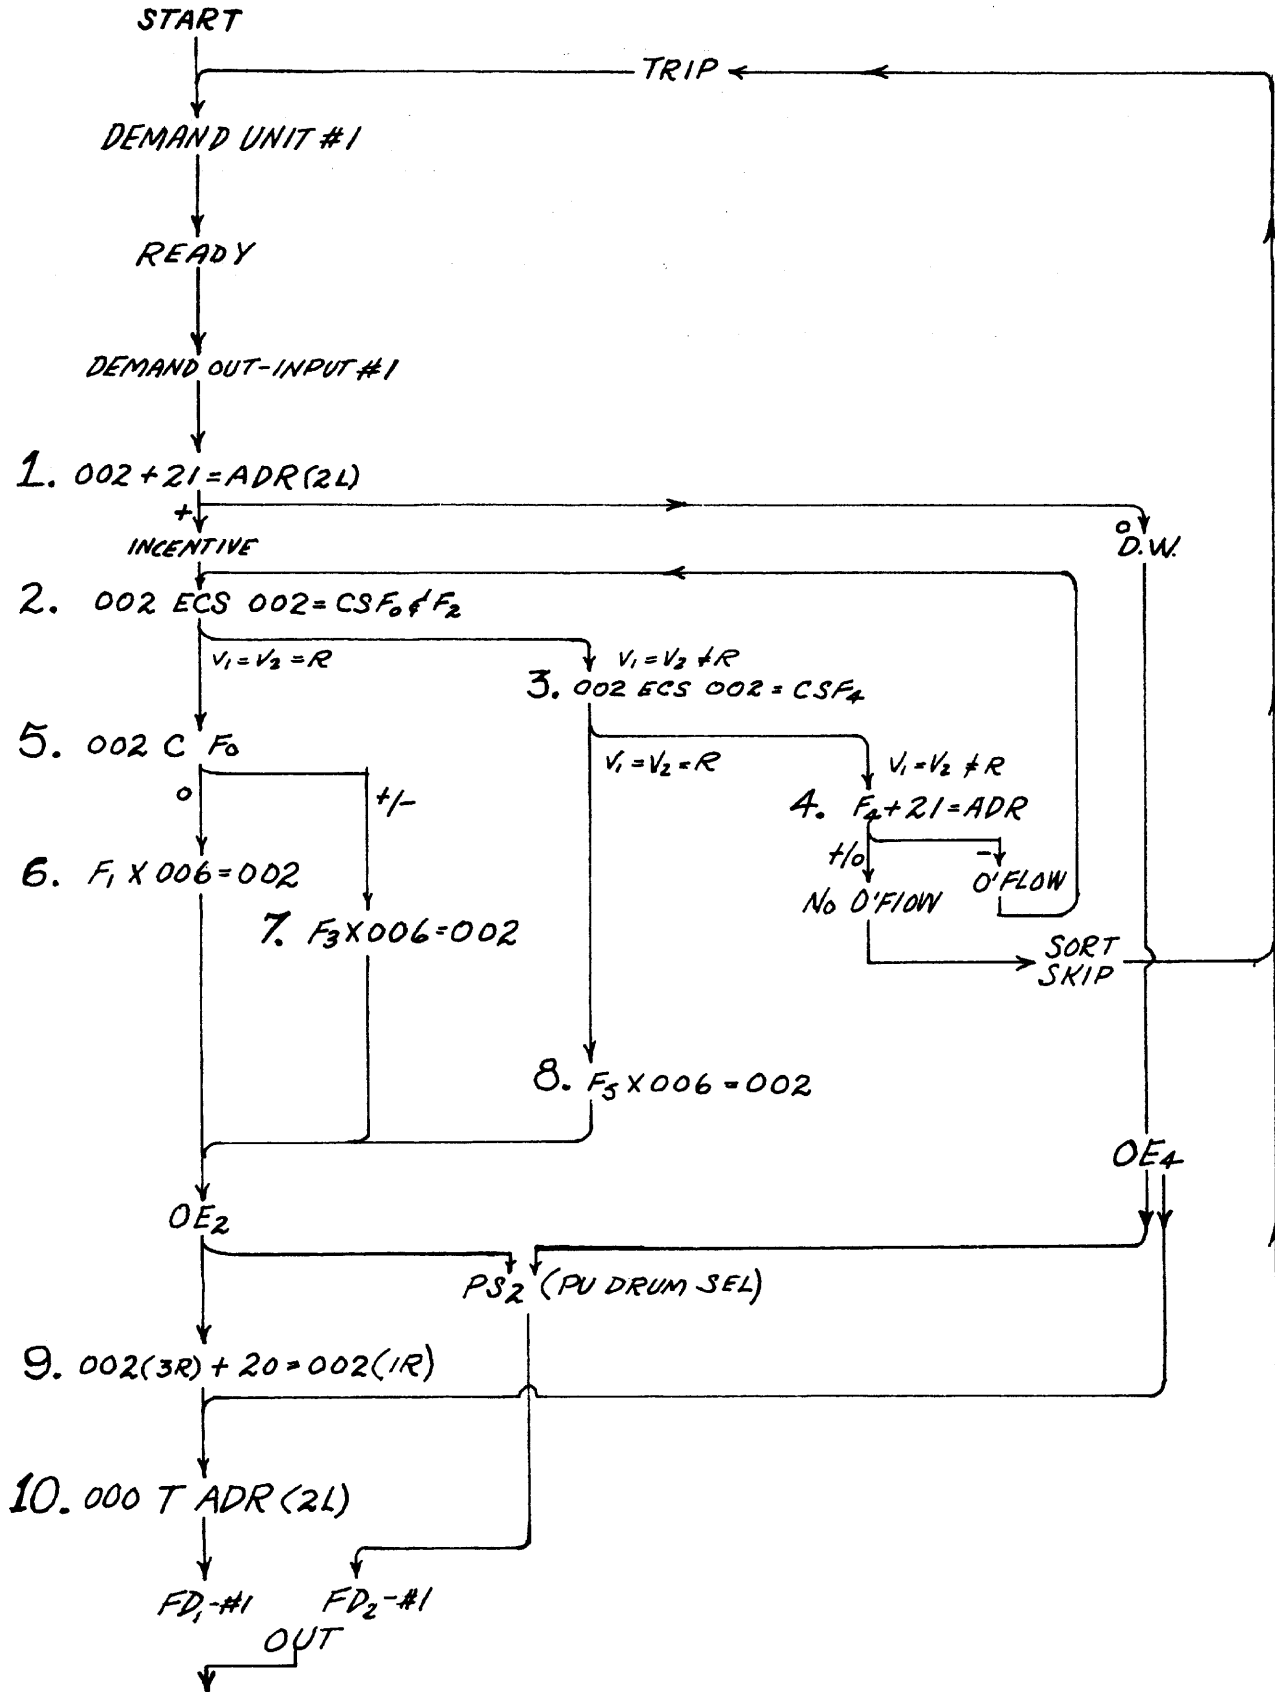 START
TRIP
DEMAND UNIT #1
READY
DEMAND OUT-INPUT #1
1. 002 + 21 = ADR (2L)
+
INCENTIVE
0
D.W.
2. 002 ECS 002 = CSF₀ & F₂
V₁ = V₂ = R
V₁ = V₂ ≠ R
3. 002 ECS 002 = CSF₄
5. 002 C F₀
V₁ = V₂ = R
V₁ = V₂ ≠ R
0
+/-
4. F₄ + 21 = ADR
+/0
-
6. F₁ X 006 = 002
O'FLOW
No O'FLOW
7. F₃ X 006 = 002
SORT
SKIP
8. F₅ X 006 = 002
OE₄
OE₂
PS₂ (PU DRUM SEL)
9. 002(3R) + 20 = 002(1R)
10. 000 T ADR (2L)
FD₁-#1 FD₂-#1
OUT